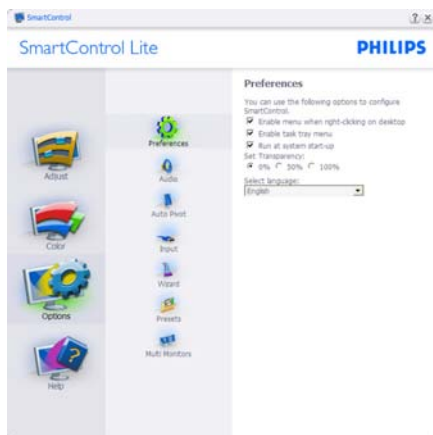 SmartControl
SmartControl Lite
PHILIPS
Adjust
Color
Options
Help
Preferences
Audio
Auto Pivot
Input
Wizard
Presets
Multi Monitors
Preferences
You can use the following options to configure
SmartControl.
Enable menu when right-clicking on desktop
Enable task tray menu
Run at system start-up
Set Transparency:
0% 50% 100%
Select language:
English